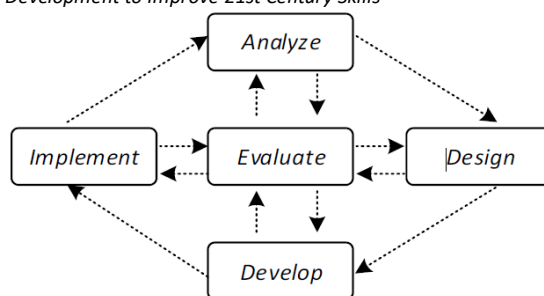 Development to Improve 21st Century Skills
Analyze
Implement
Evaluate
Design
Develop